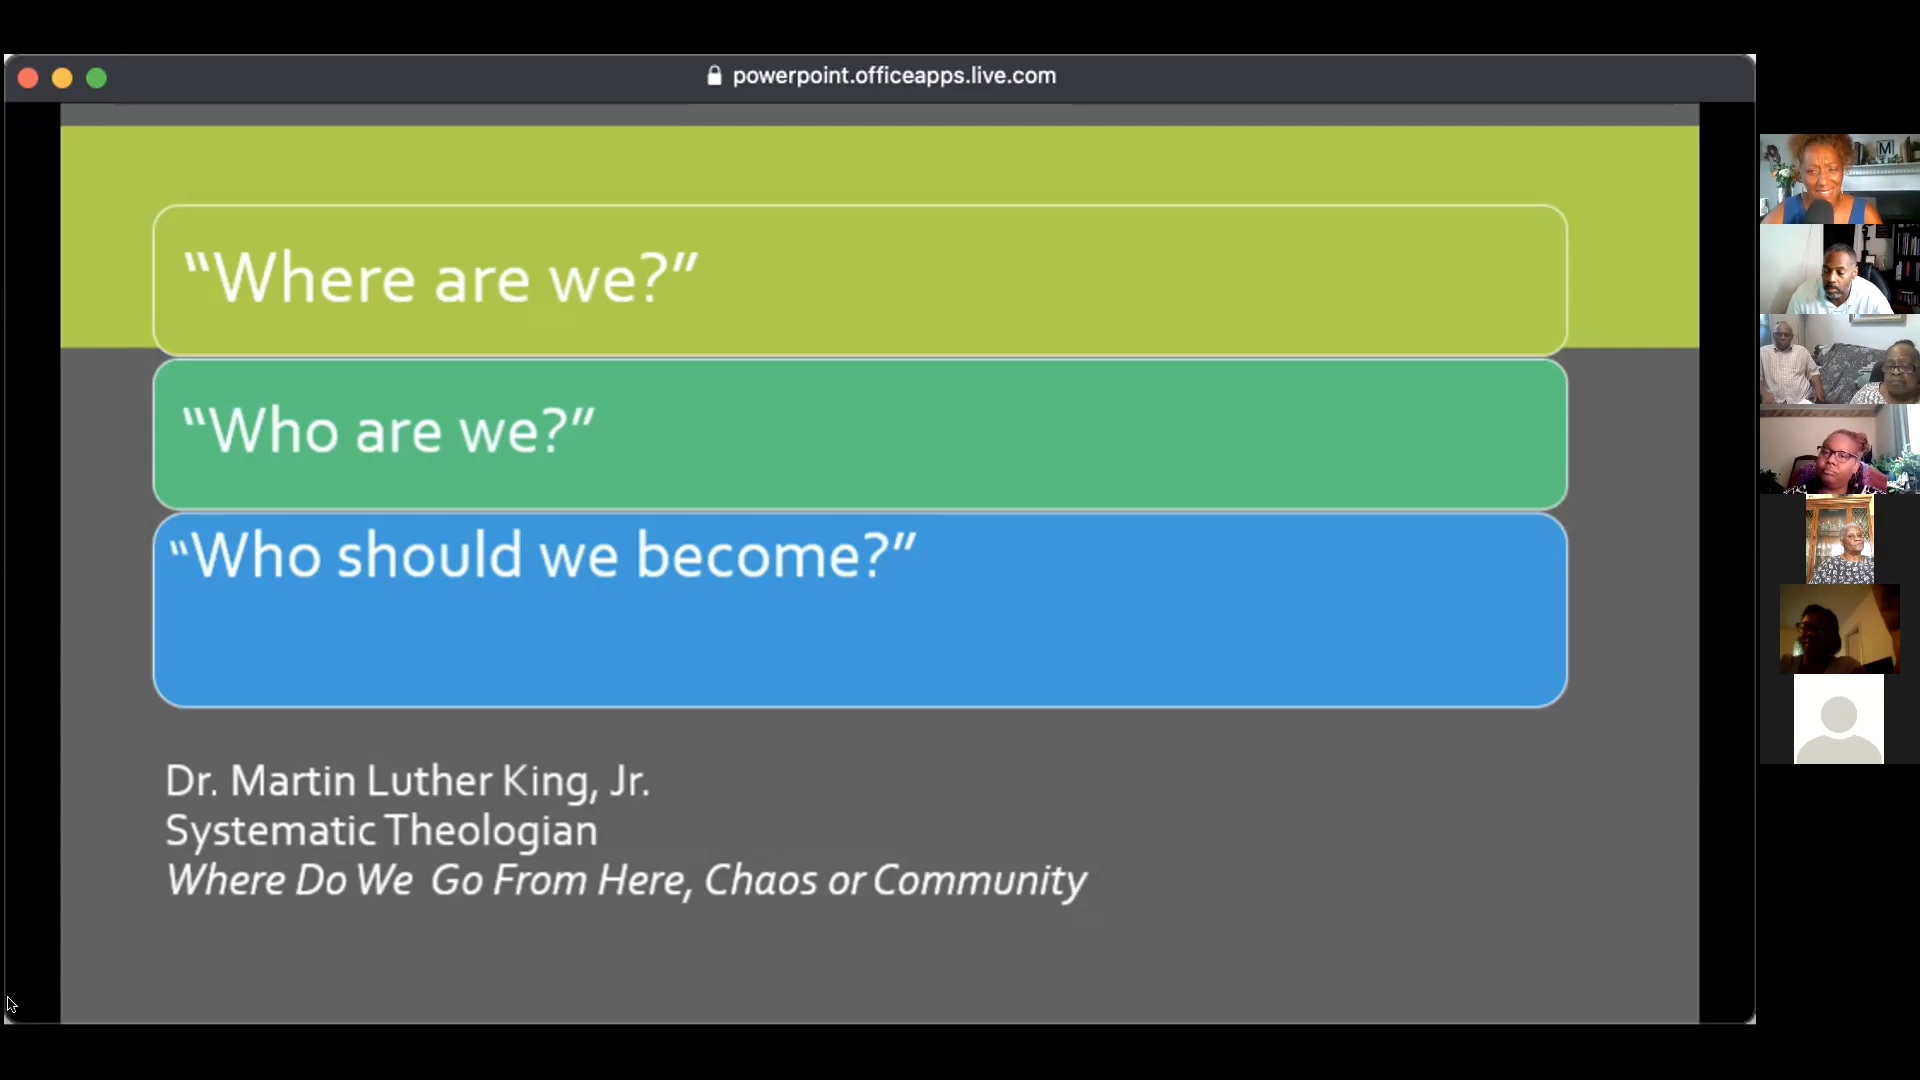 powerpoint.officeapps.live.com
“Where are we?”
“Who are we?”
“Who should we become?”
Dr. Martin Luther King, Jr.
Systematic Theologian
Where Do We Go From Here, Chaos or Community
M